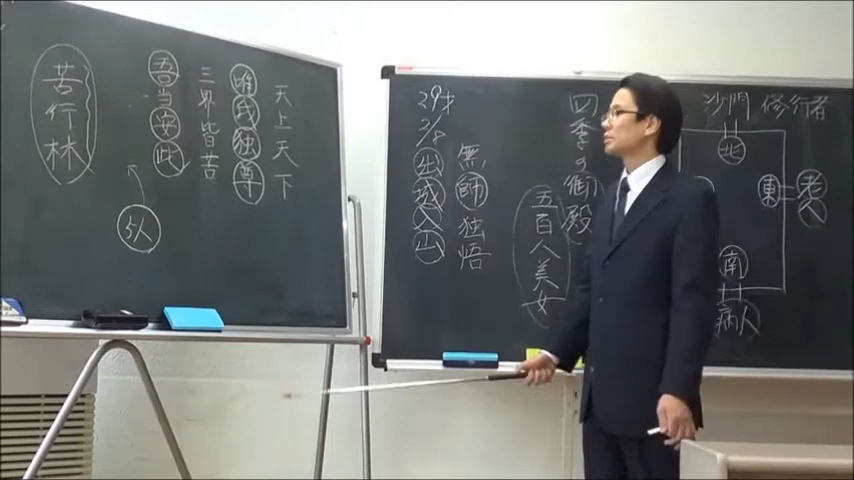 沙門 修行者
北
東 老人
南
病人
四季の御殿
五百人美女
無師独悟
29才
2/8
出城入山
天上天下
唯我独尊
三界皆苦
吾当安此
5人
苦行林